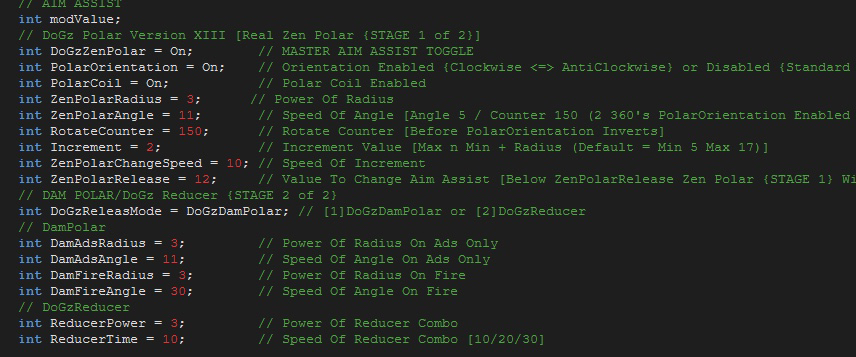 // AIM ASSIST
int modValue;
// DoGz Polar Version XIII [Real Zen Polar {STAGE 1 of 2}]
int DoGzZenPolar = On; // MASTER AIM ASSIST TOGGLE
int PolarOrientation = On; // Orientation Enabled {Clockwise <=> AntiClockwise} or Disabled {Standard
int PolarCoil = On; // Polar Coil Enabled
int ZenPolarRadius = 3; // Power Of Radius
int ZenPolarAngle = 11; // Speed Of Angle [Angle 5 / Counter 150 (2 360's PolarOrientation Enabled
int RotateCounter = 150; // Rotate Counter [Before PolarOrientation Inverts]
int Increment = 2; // Increment Value [Max n Min + Radius (Default = Min 5 Max 17)]
int ZenPolarChangeSpeed = 10; // Speed Of Increment
int ZenPolarRelease = 12; // Value To Change Aim Assist [Below ZenPolarRelease Zen Polar {STAGE 1} Wi
// DAM POLAR/DoGz Reducer {STAGE 2 of 2}
int DoGzReleasMode = DoGzDamPolar; // [1]DoGzDamPolar or [2]DoGzReducer
// DamPolar
int DamAdsRadius = 3; // Power Of Radius On Ads Only
int DamAdsAngle = 11; // Speed Of Angle On Ads Only
int DamFireRadius = 3; // Power Of Radius On Fire
int DamFireAngle = 30; // Speed Of Angle On Fire
// DoGzReducer
int ReducerPower = 3; // Power Of Reducer Combo
int ReducerTime = 10; // Speed Of Reducer Combo [10/20/30]